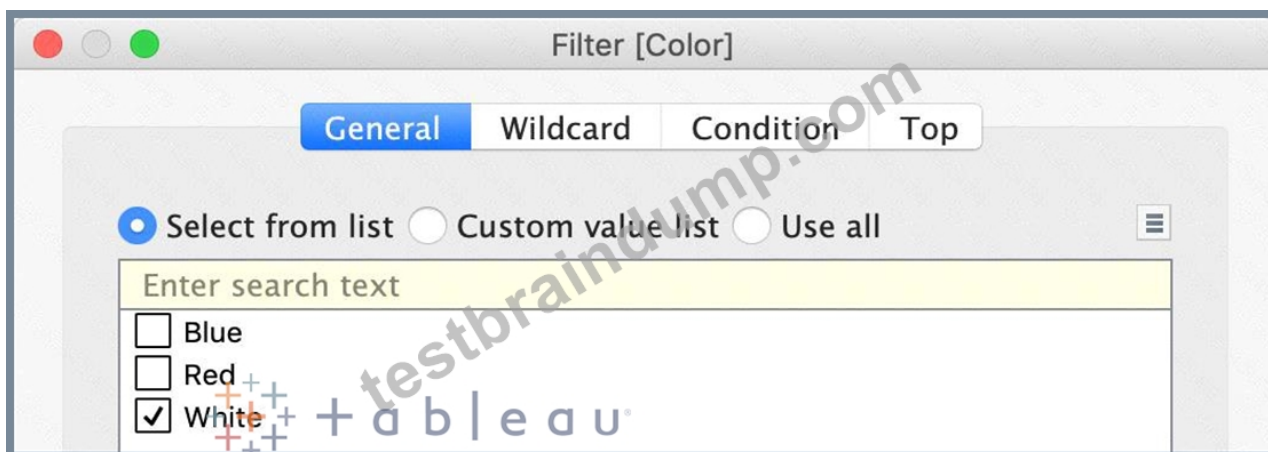 Filter [Color]
General Wildcard Condition Top
Select from list Custom value list Use all
Enter search text
Blue
Red
White
+ableau
testbraindump.com